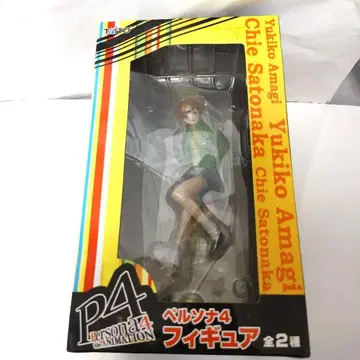 TAITO
Yukiko Amagi Yukiko Amagi
Chie Satonaka Chie Satonaka
P4
Persona4
the ANIMATION
ペルソナ4
フィギュア
全2種